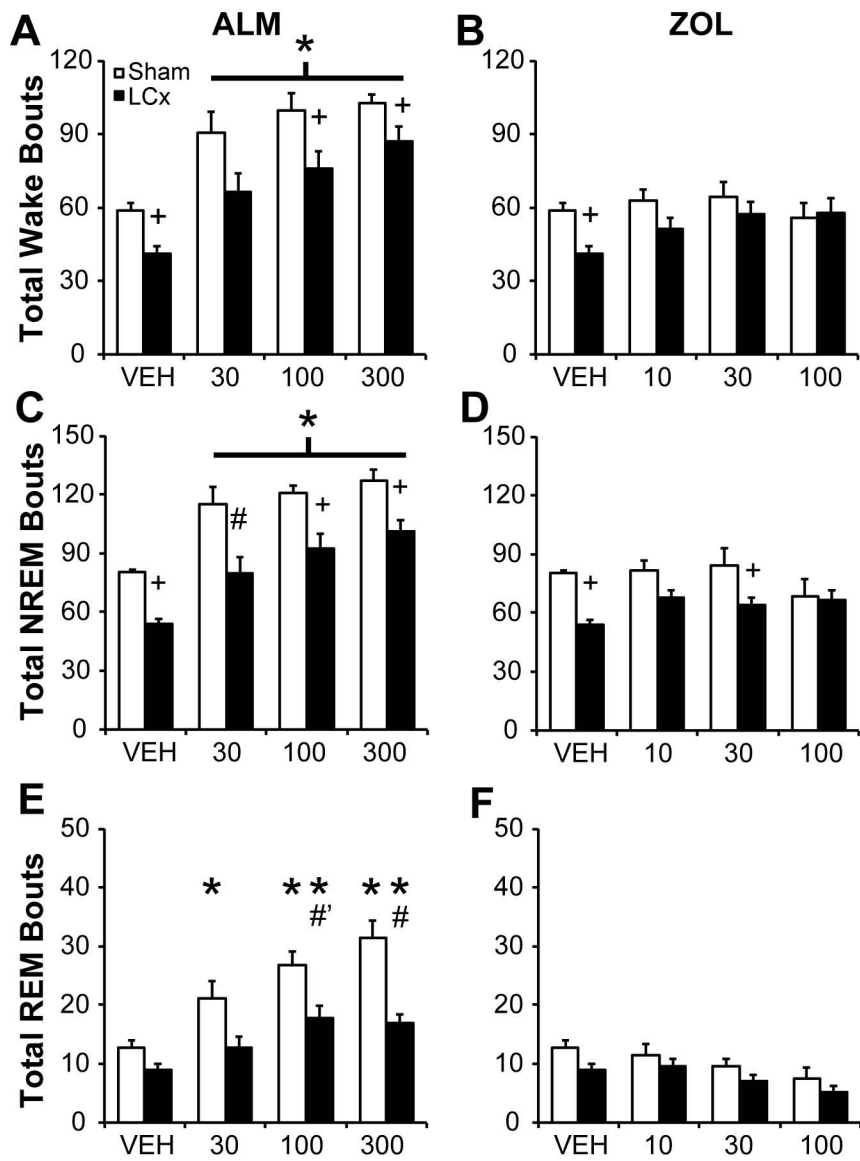 ALM
ZOL
A
Total Wake Bouts
120
90
60
30
0
Sham
LCx
*
+
+
+
VEH 30 100 300
B
120
90
60
30
0
+
VEH 10 30 100
C
Total NREM Bouts
150
120
90
60
30
0
*
+
#
+
+
VEH 30 100 300
D
150
120
90
60
30
0
+
+
VEH 10 30 100
E
Total REM Bouts
50
40
30
20
10
0
* * * * *
#’ #
VEH 30 100 300
F
50
40
30
20
10
0
VEH 10 30 100